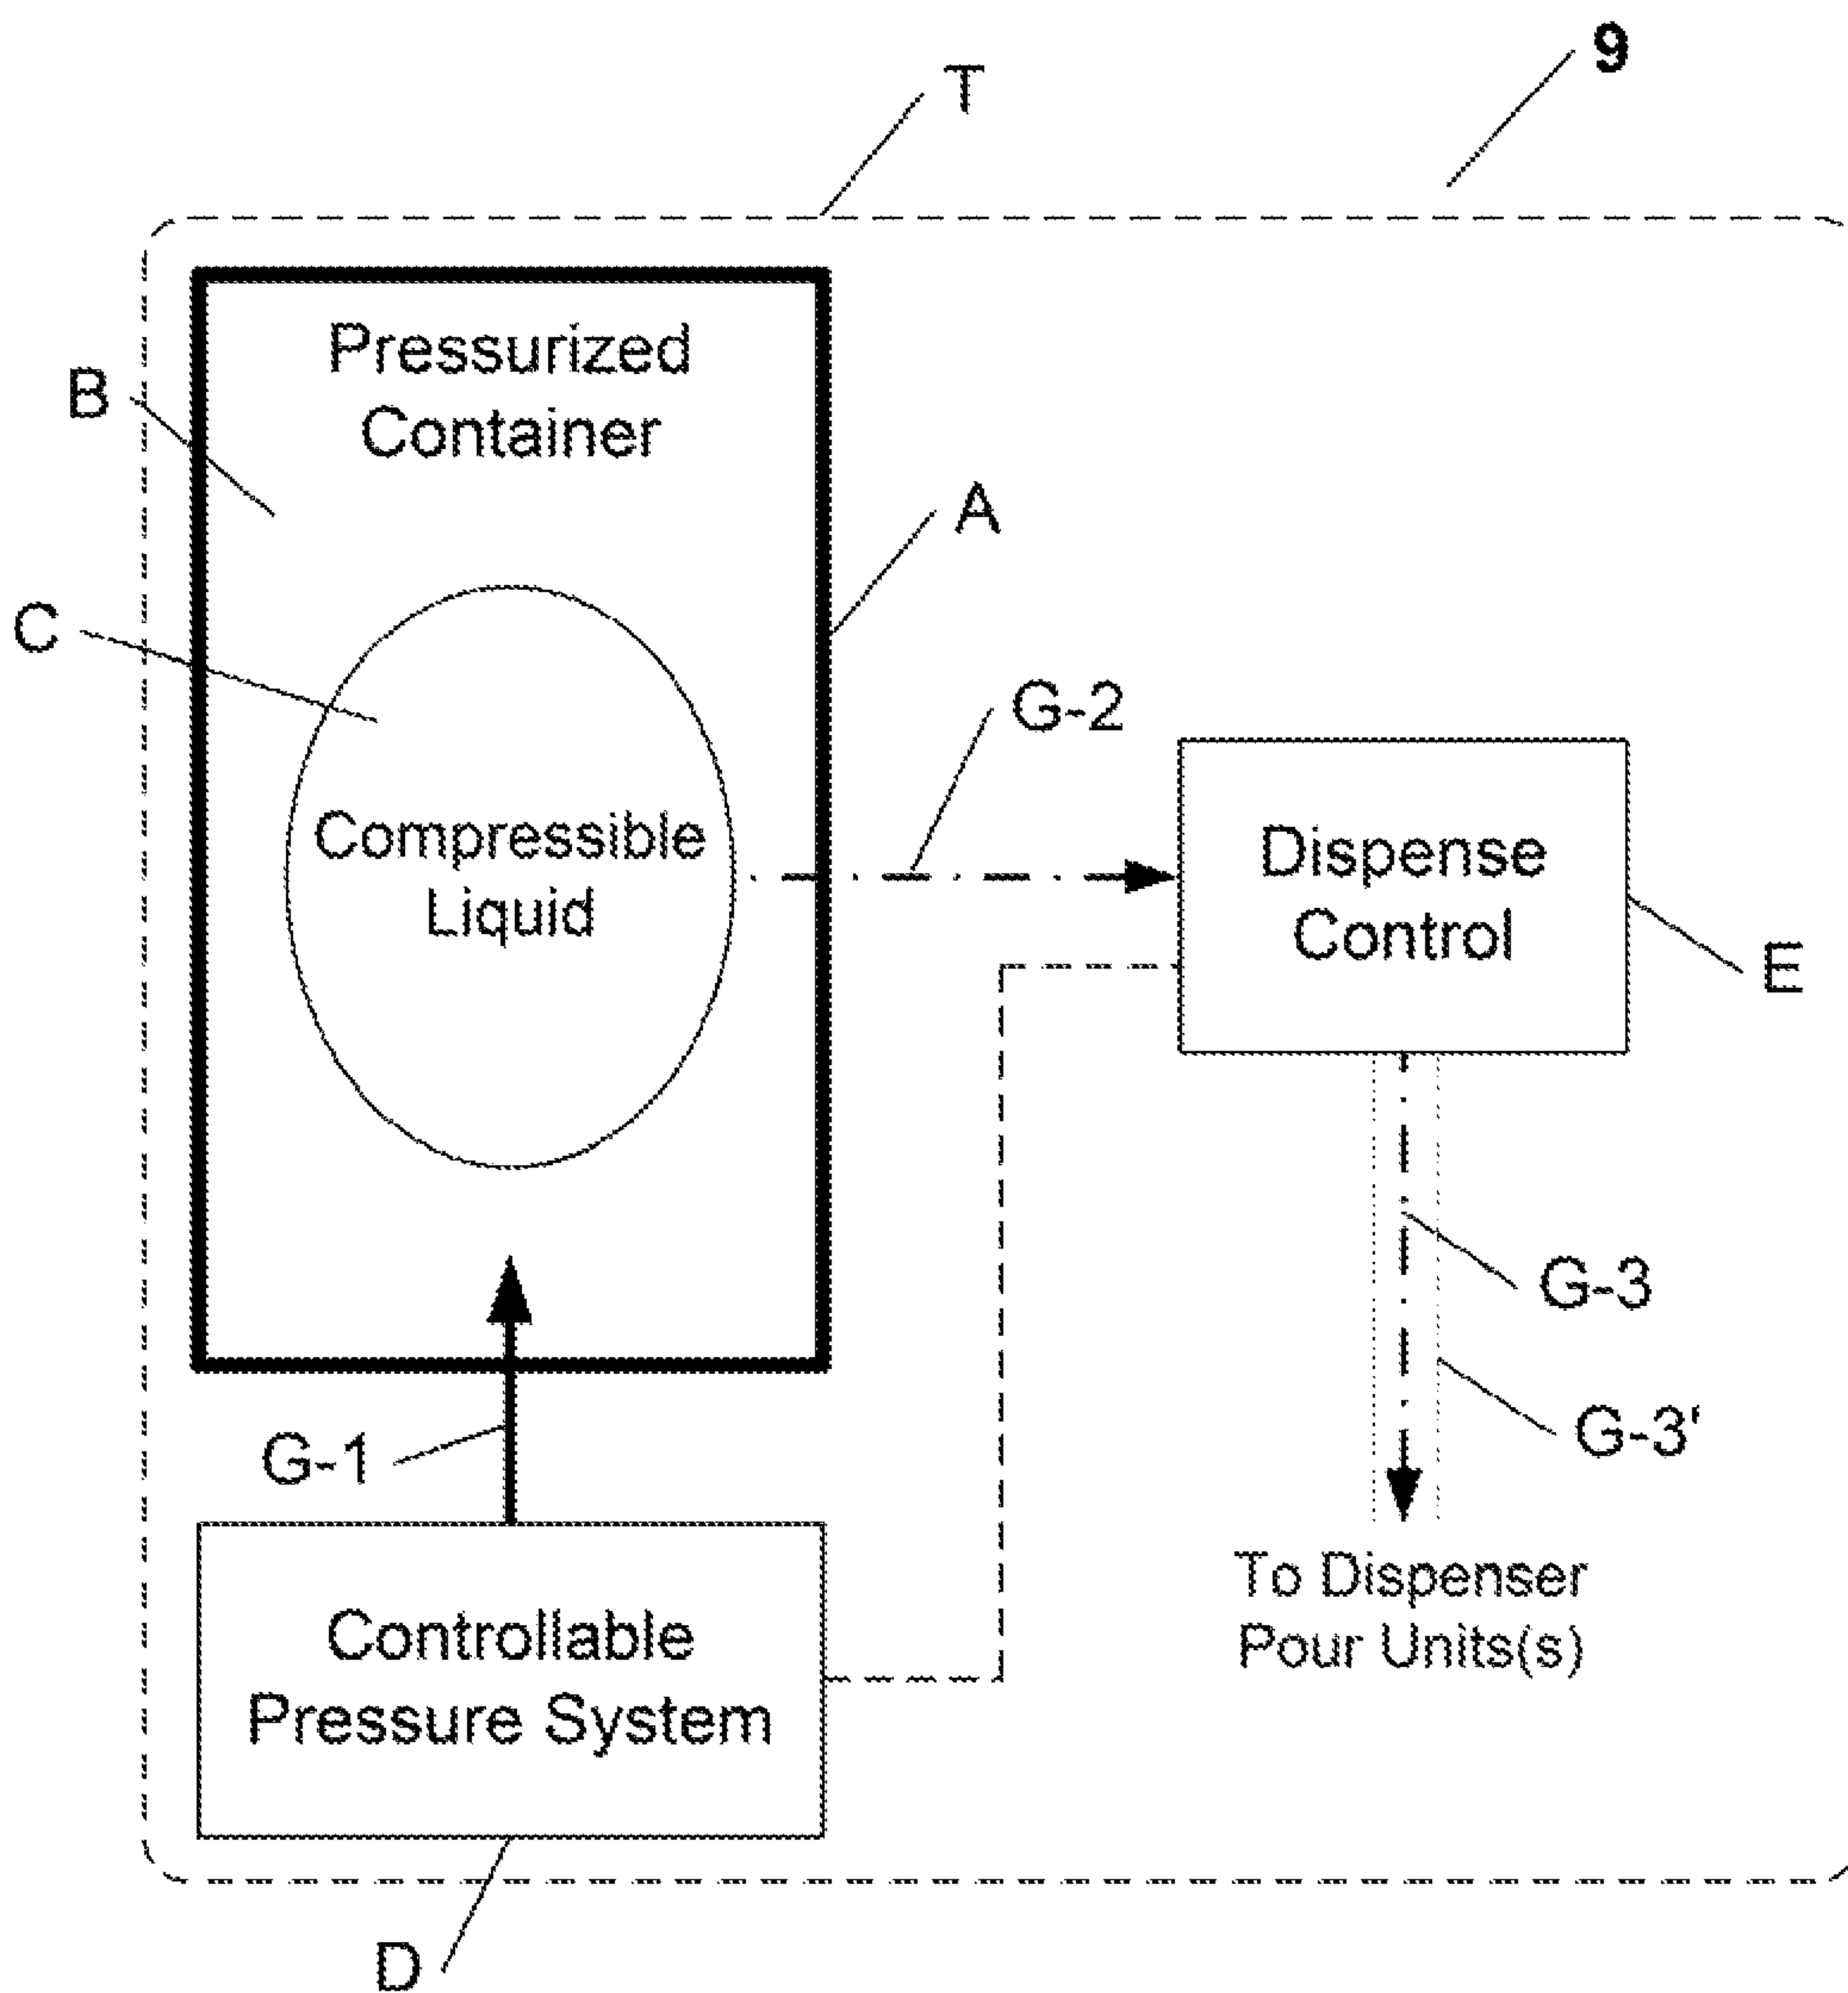 9
T
Pressurized
Container
B
A
C
G-2
Compressible
Liquid
Dispense
Control
E
G-3
G-3'
G-1
To Dispenser
Pour Units(s)
Controllable
Pressure System
D